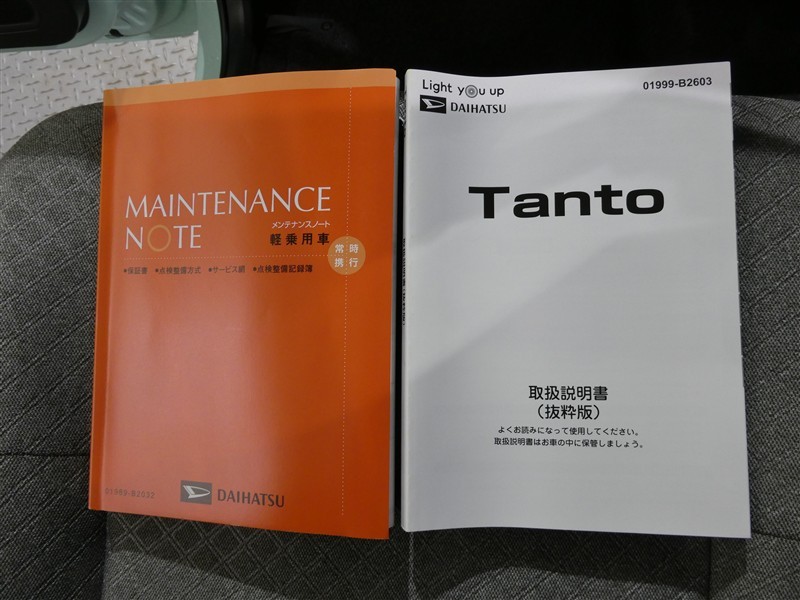 MAINTENANCE
NOTE
メンテナンスノート
軽乗用車
常時
携行
●保証書 ●点検整備方式 ●サービス網 ●点検整備記録簿
01999-B2032
DAIHATSU
Light you up
DAIHATSU
01999-B2603
Tanto
取扱説明書
（抜粋版）
よくお読みになって使用してください。
取扱説明書はお車の中に保管しましょう。